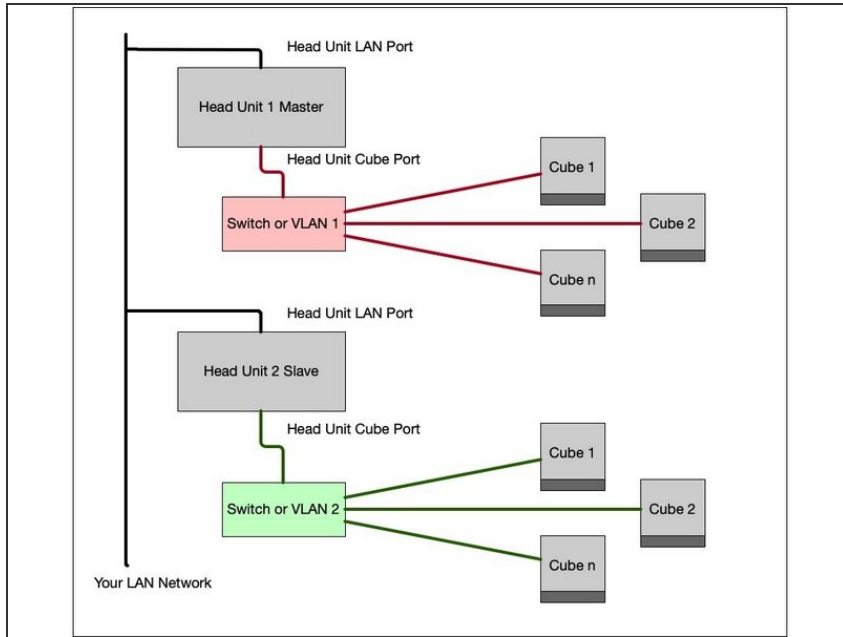 Head Unit LAN Port
Head Unit 1 Master
Head Unit Cube Port
Cube 1
Switch or VLAN 1
Cube 2
Cube n
Head Unit LAN Port
Head Unit 2 Slave
Head Unit Cube Port
Cube 1
Switch or VLAN 2
Cube 2
Cube n
Your LAN Network